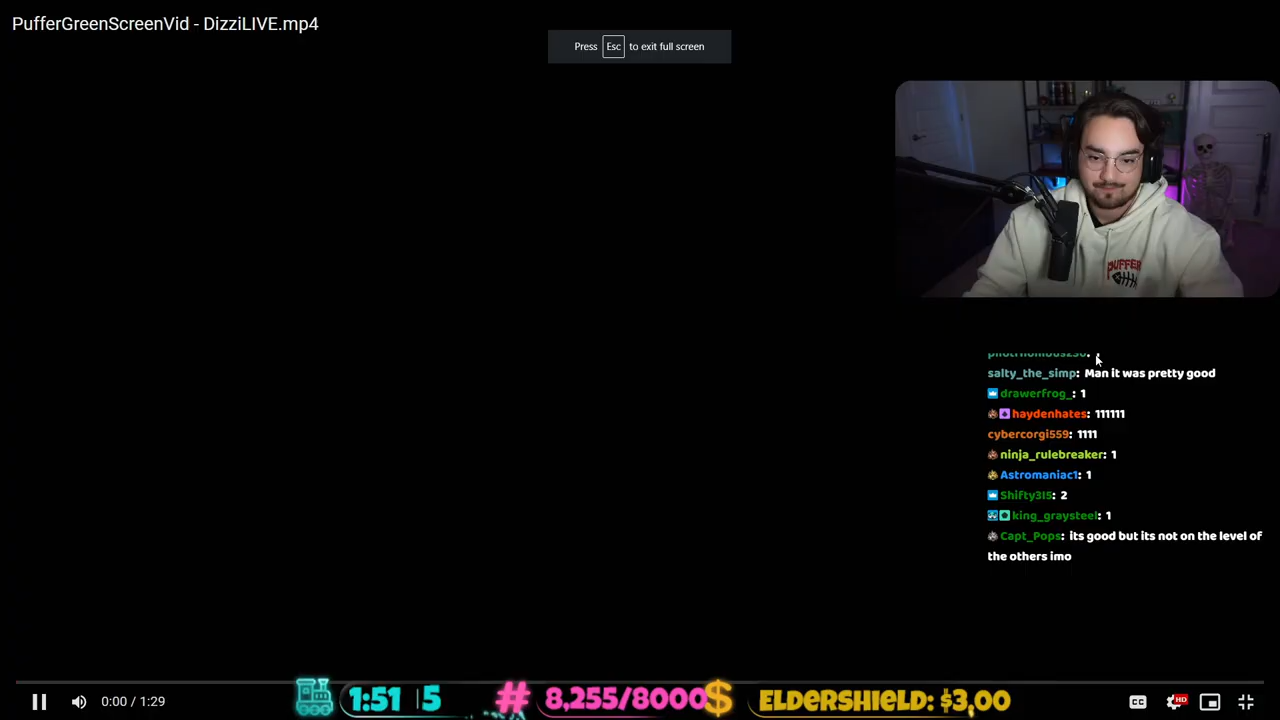 PufferGreenScreenVid - DizziLIVE.mp4
Press Esc to exit full screen
PUFFER
salty_the_simp: Man it was pretty good
drawerfrog_: 1
haydenhates: 111111
cybercorgi559: 1111
ninja_rulebreaker: 1
Astromaniac1: 1
Shifty315: 2
king_graysteel: 1
Capt_Pops: its good but its not on the level of
the others imo
0:00 / 1:29
1:51 | 5
# 8,255/8000
$ ELDERSHIELD: $3.00
CC
HD